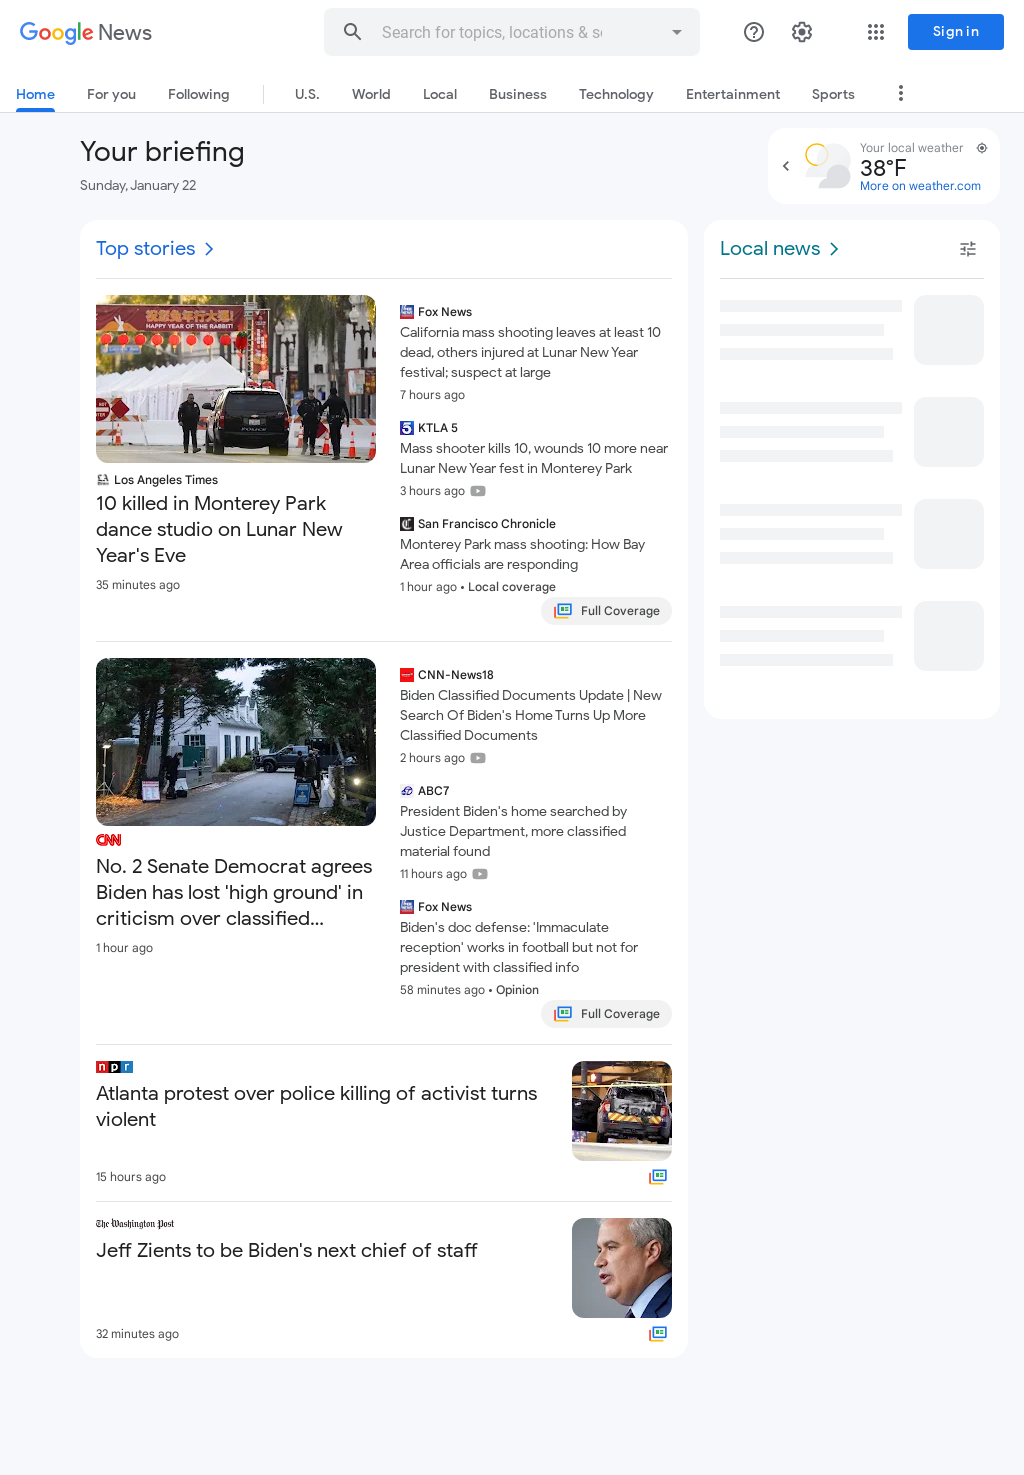 Google News
Search for topics, locations & s
Sign in
Home
For you
Following
U.S.
World
Local
Business
Technology
Entertainment
Sports
Your briefing
Sunday, January 22
Your local weather
38°F
More on weather.com
Top stories
祝您兔年行大運!
HAPPY YEAR OF THE RABBIT!
POLICE
Los Angeles Times
10 killed in Monterey Park
dance studio on Lunar New
Year's Eve
35 minutes ago
Fox News
California mass shooting leaves at least 10
dead, others injured at Lunar New Year
festival; suspect at large
7 hours ago
KTLA 5
Mass shooter kills 10, wounds 10 more near
Lunar New Year fest in Monterey Park
3 hours ago
San Francisco Chronicle
Monterey Park mass shooting: How Bay
Area officials are responding
1 hour ago • Local coverage
Full Coverage
CNN
No. 2 Senate Democrat agrees
Biden has lost 'high ground' in
criticism over classified...
1 hour ago
CNN-News18
Biden Classified Documents Update | New
Search Of Biden's Home Turns Up More
Classified Documents
2 hours ago
ABC7
President Biden's home searched by
Justice Department, more classified
material found
11 hours ago
Fox News
Biden's doc defense: 'Immaculate
reception' works in football but not for
president with classified info
58 minutes ago • Opinion
Full Coverage
npr
Atlanta protest over police killing of activist turns
violent
15 hours ago
The Washington Post
Jeff Zients to be Biden's next chief of staff
32 minutes ago
Local news